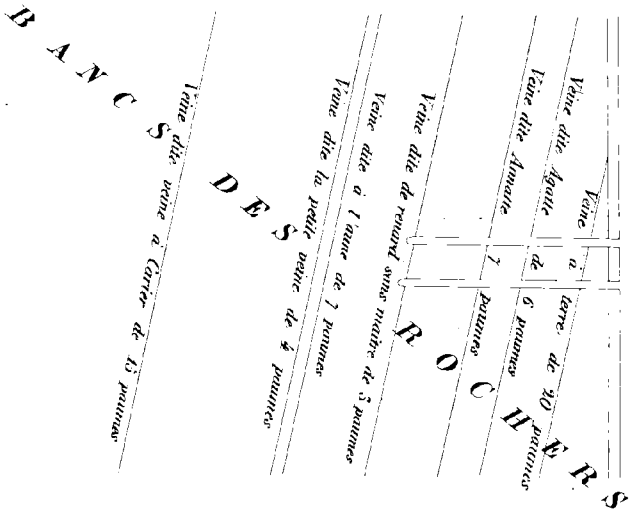 BANCS DES ROCHERS
Veine dite veine à Carier de 15 paumes
Veine dite la petite veine de 4 paumes
Veine dite à l'aune de 7 paumes
Veine dite de renard sans maitre de 5 paumes
Veine dite Amatte 7 paumes
Veine dite Agatte de 6 paumes
Veine a terre de 20 paumes